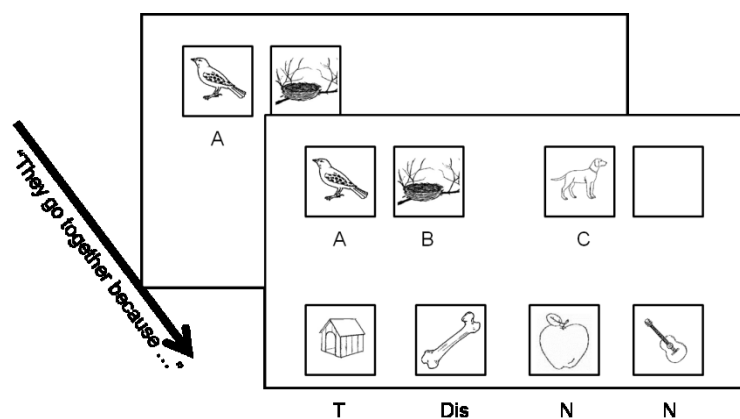 A
"They go together because … "
A B C
T Dis N N